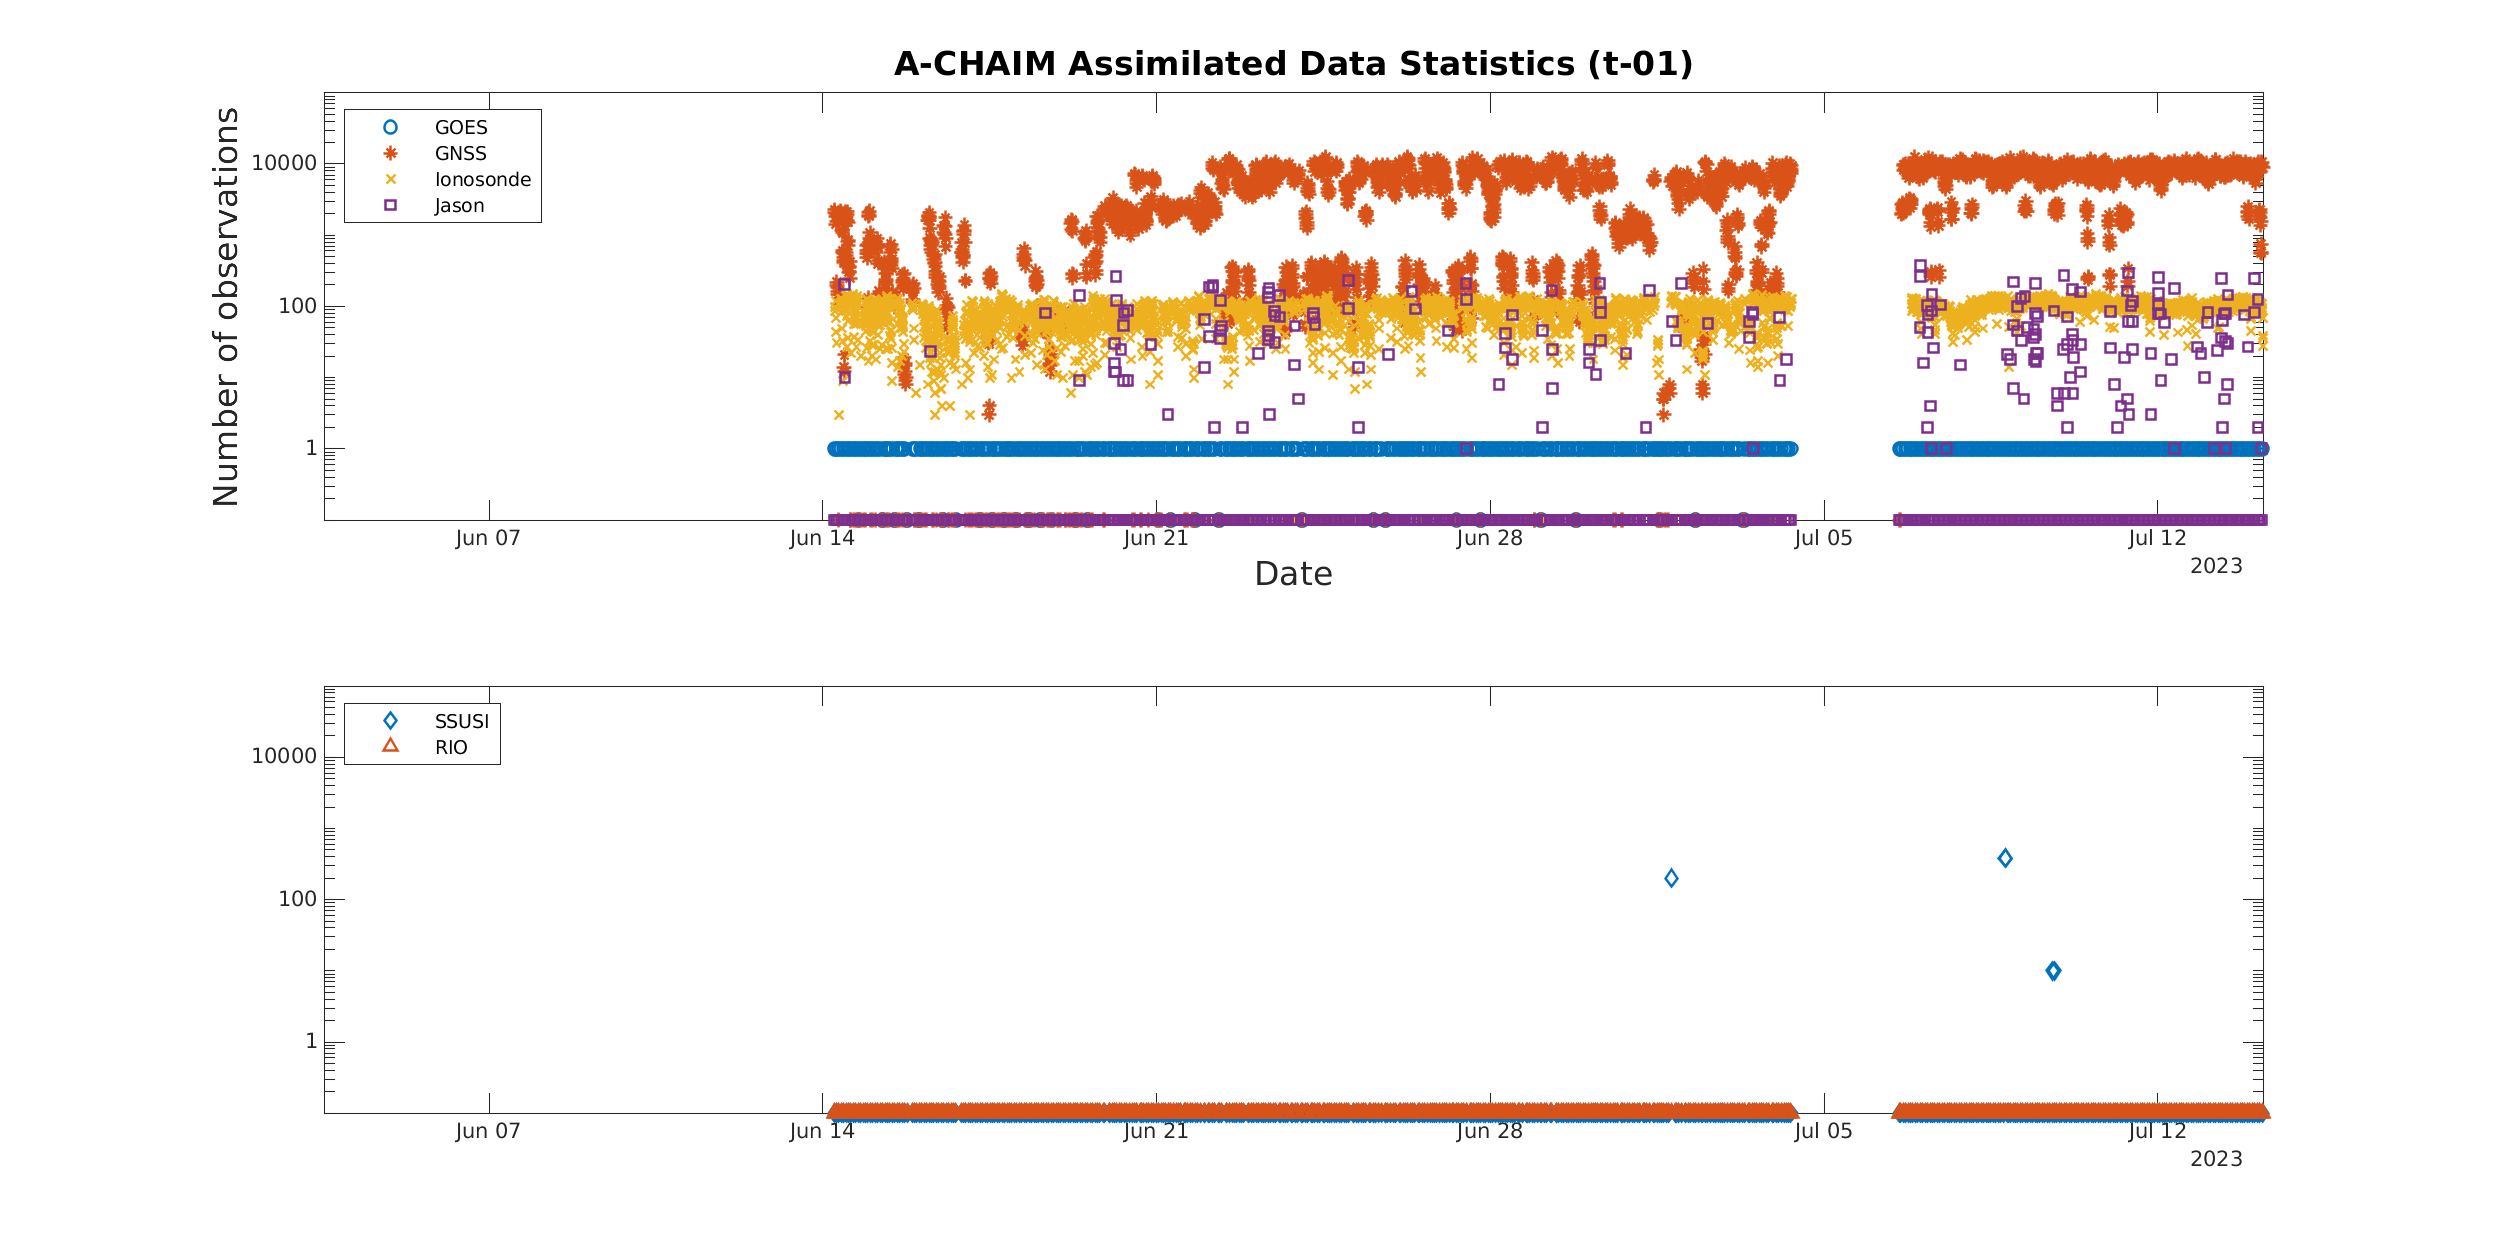 A-CHAIM Assimilated Data Statistics (t-01)
Number of observations
GOES
GNSS
Ionosonde
Jason
10000
100
1
Jun 07 Jun 14 Jun 21 Jun 28 Jul 05 Jul 12
2023
Date
SSUSI
RIO
10000
100
1
Jun 07 Jun 14 Jun 21 Jun 28 Jul 05 Jul 12
2023